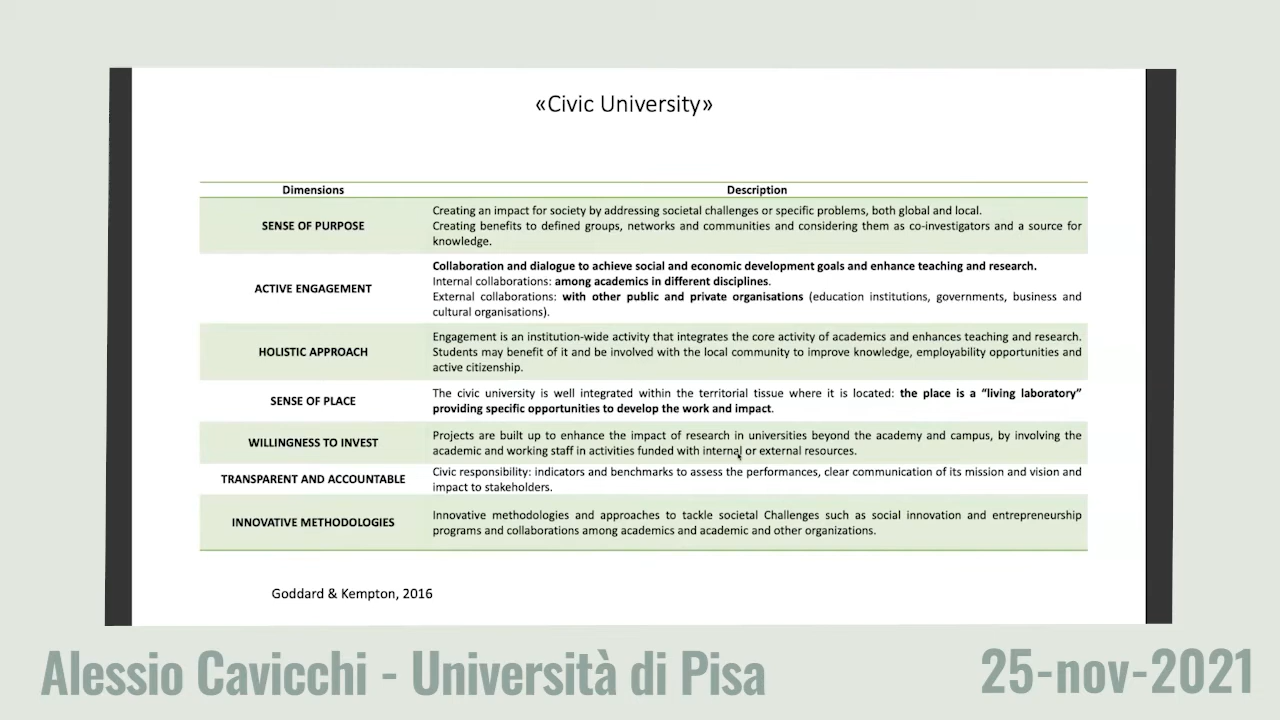 «Civic University»
Dimensions Description
SENSE OF PURPOSE
Creating an impact for society by addressing societal challenges or specific problems, both global and local.
Creating benefits to defined groups, networks and communities and considering them as co-investigators and a source for
knowledge.
ACTIVE ENGAGEMENT
Collaboration and dialogue to achieve social and economic development goals and enhance teaching and research.
Internal collaborations: among academics in different disciplines.
External collaborations: with other public and private organisations (education institutions, governments, business and
cultural organisations).
HOLISTIC APPROACH
Engagement is an institution-wide activity that integrates the core activity of academics and enhances teaching and research.
Students may benefit of it and be involved with the local community to improve knowledge, employability opportunities and
active citizenship.
SENSE OF PLACE
The civic university is well integrated within the territorial tissue where it is located: the place is a “living laboratory”
providing specific opportunities to develop the work and impact.
WILLINGNESS TO INVEST
Projects are built up to enhance the impact of research in universities beyond the academy and campus, by involving the
academic and working staff in activities funded with internal or external resources.
TRANSPARENT AND ACCOUNTABLE
Civic responsibility: indicators and benchmarks to assess the performances, clear communication of its mission and vision and
impact to stakeholders.
INNOVATIVE METHODOLOGIES
Innovative methodologies and approaches to tackle societal Challenges such as social innovation and entrepreneurship
programs and collaborations among academics and academic and other organizations.
Goddard & Kempton, 2016
Alessio Cavicchi - Università di Pisa
25-nov-2021